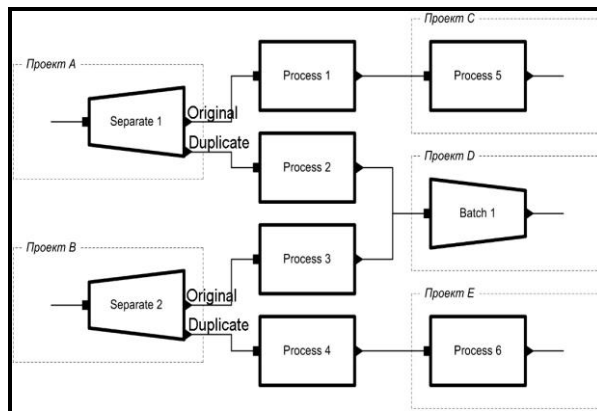 Проект C
Проект A
Process 1
Process 5
Separate 1
Original
Duplicate
Проект D
Process 2
Batch 1
Проект B
Process 3
Separate 2
Original
Проект E
Duplicate
Process 4
Process 6